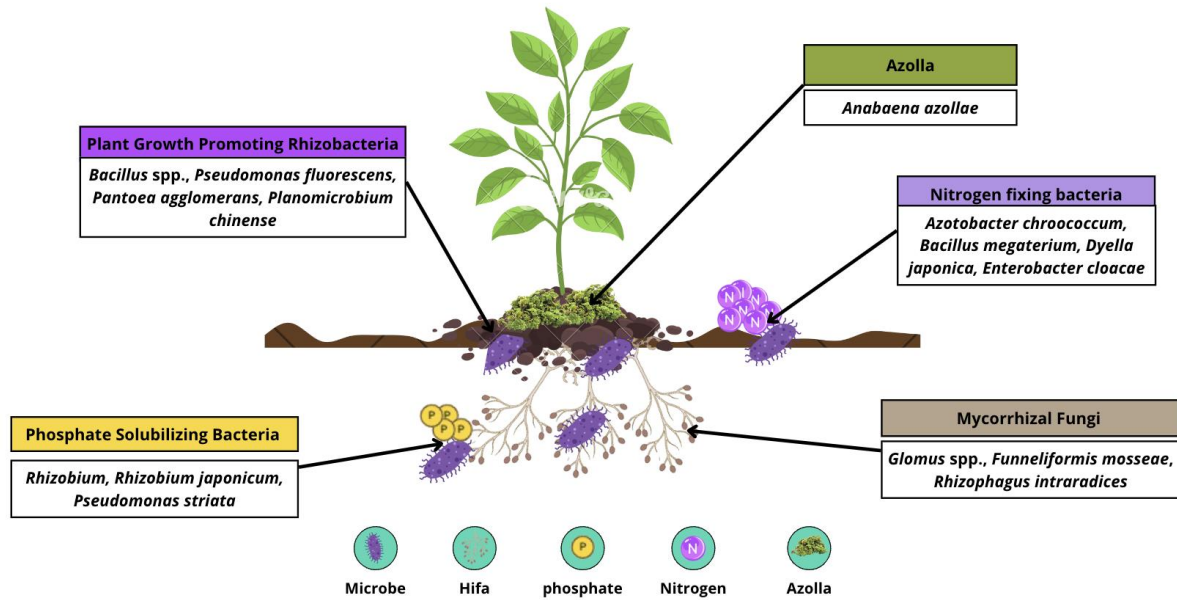 Azolla
Anabaena azollae
Plant Growth Promoting Rhizobacteria
Bacillus spp., Pseudomonas fluorescens,
Pantoea agglomerans, Planomicrobium
chinense
Nitrogen fixing bacteria
Azotobacter chroococcum,
Bacillus megaterium, Dyella
japonica, Enterobacter cloacae
N N N N N N
P P P P
Phosphate Solubilizing Bacteria
Rhizobium, Rhizobium japonicum,
Pseudomonas striata
Mycorrhizal Fungi
Glomus spp., Funneliformis mosseae,
Rhizophagus intraradices
P
N
Microbe
Hifa
phosphate
Nitrogen
Azolla